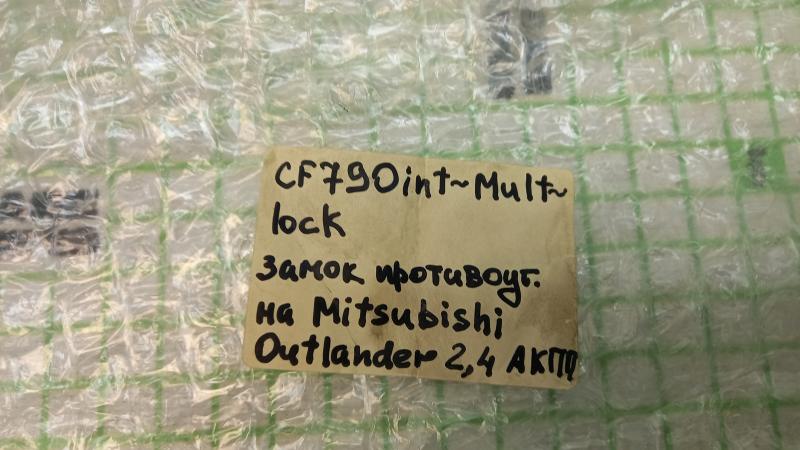 CF790int~Mult~
lock
Замок противоуг.
на Mitsubishi
Outlander 2,4 АКПП